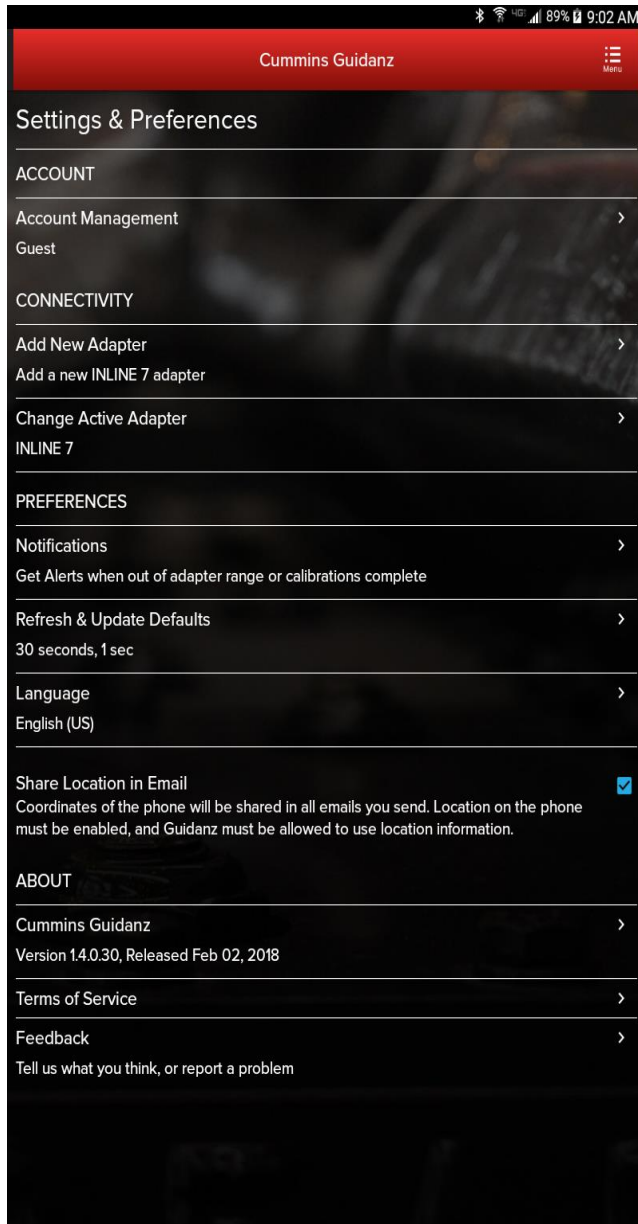 4G 89% 9:02 AM
Cummins Guidanz
Menu
Settings & Preferences
ACCOUNT
Account Management
Guest
CONNECTIVITY
Add New Adapter
Add a new INLINE 7 adapter
Change Active Adapter
INLINE 7
PREFERENCES
Notifications
Get Alerts when out of adapter range or calibrations complete
Refresh & Update Defaults
30 seconds, 1 sec
Language
English (US)
Share Location in Email
Coordinates of the phone will be shared in all emails you send. Location on the phone
must be enabled, and Guidanz must be allowed to use location information.
ABOUT
Cummins Guidanz
Version 1.4.0.30, Released Feb 02, 2018
Terms of Service
Feedback
Tell us what you think, or report a problem